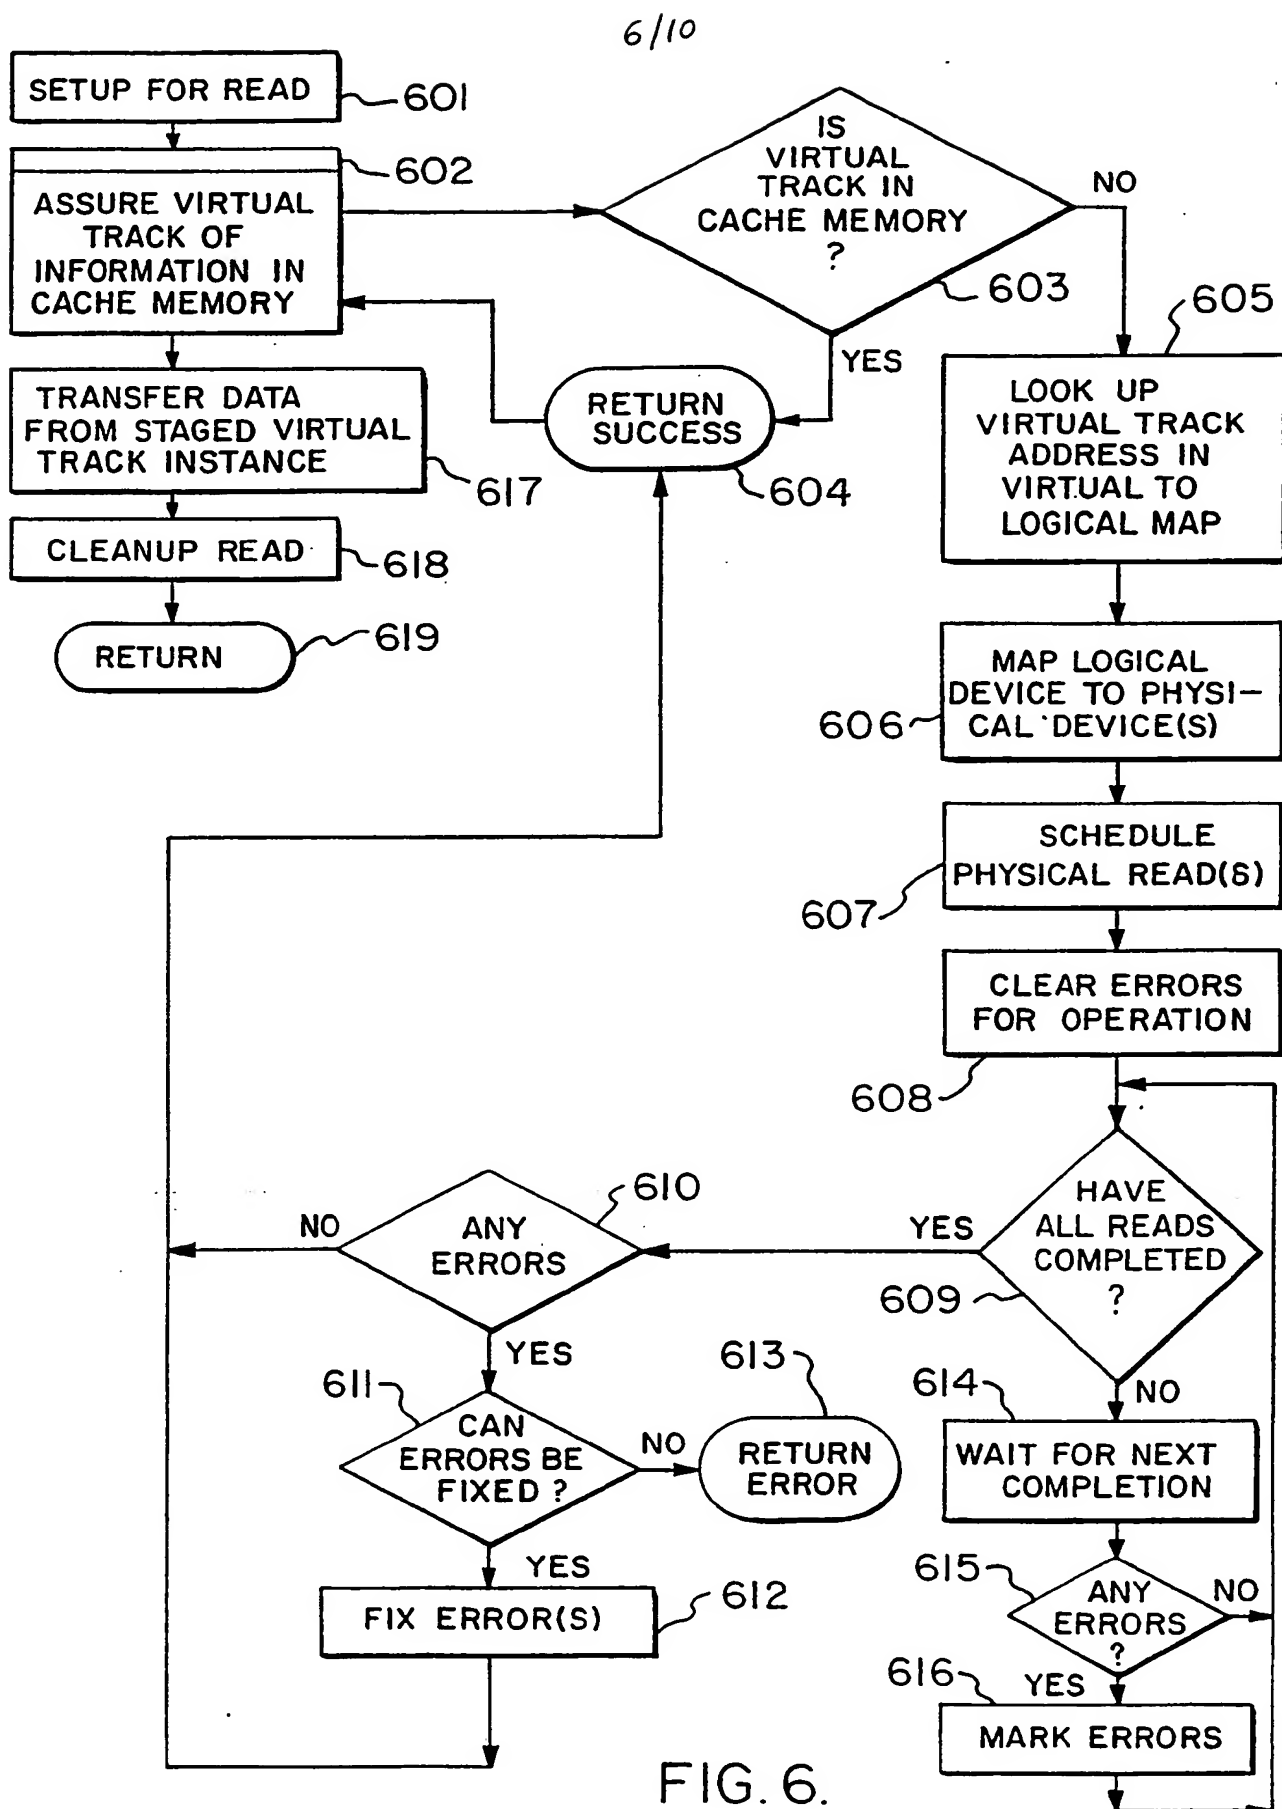 6/10
SETUP FOR READ
601
602
ASSURE VIRTUAL
TRACK OF
INFORMATION IN
CACHE MEMORY
TRANSFER DATA
FROM STAGED VIRTUAL
TRACK INSTANCE
617
CLEANUP READ
618
RETURN
619
IS
VIRTUAL
TRACK IN
CACHE MEMORY
?
603
NO
YES
RETURN
SUCCESS
604
605
LOOK UP
VIRTUAL TRACK
ADDRESS IN
VIRTUAL TO
LOGICAL MAP
MAP LOGICAL
DEVICE TO PHYSI-
CAL DEVICE(S)
606
SCHEDULE
PHYSICAL READ(S)
607
CLEAR ERRORS
FOR OPERATION
608
HAVE
ALL READS
COMPLETED
?
609
YES
NO
610
ANY
ERRORS
NO
YES
611
CAN
ERRORS BE
FIXED ?
NO
613
RETURN
ERROR
YES
FIX ERROR(S)
612
614
WAIT FOR NEXT
COMPLETION
615
ANY
ERRORS
?
NO
YES
616
MARK ERRORS
FIG. 6.